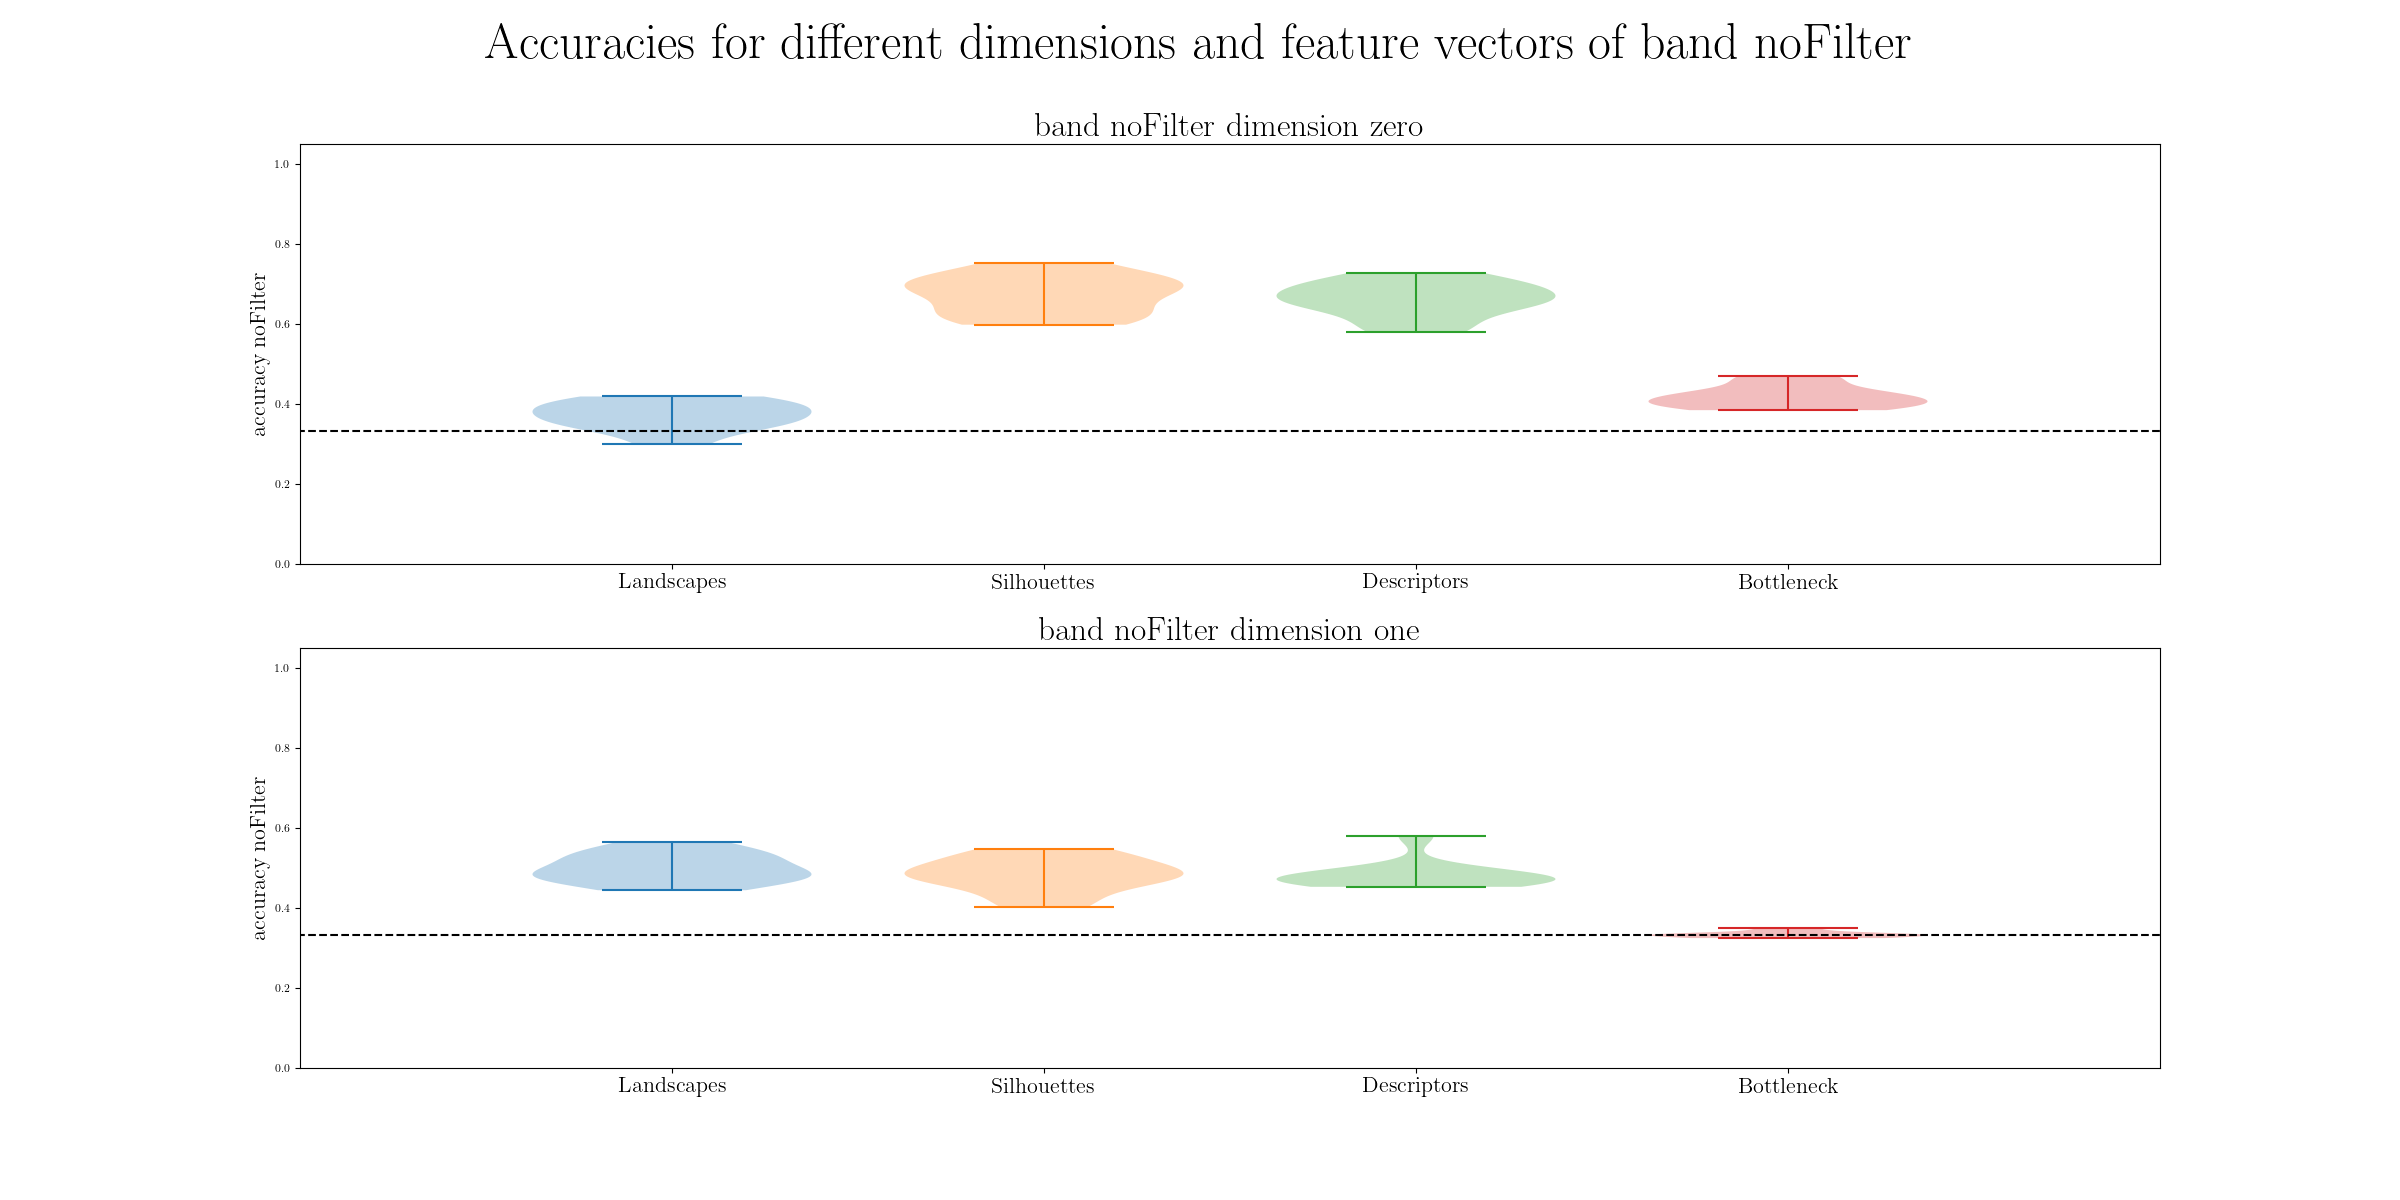 Accuracies for different dimensions and feature vectors of band noFilter
band noFilter dimension zero
accuracy noFilter
1.0
0.8
0.6
0.4
0.2
0.0
Landscapes Silhouettes Descriptors Bottleneck
band noFilter dimension one
accuracy noFilter
1.0
0.8
0.6
0.4
0.2
0.0
Landscapes Silhouettes Descriptors Bottleneck